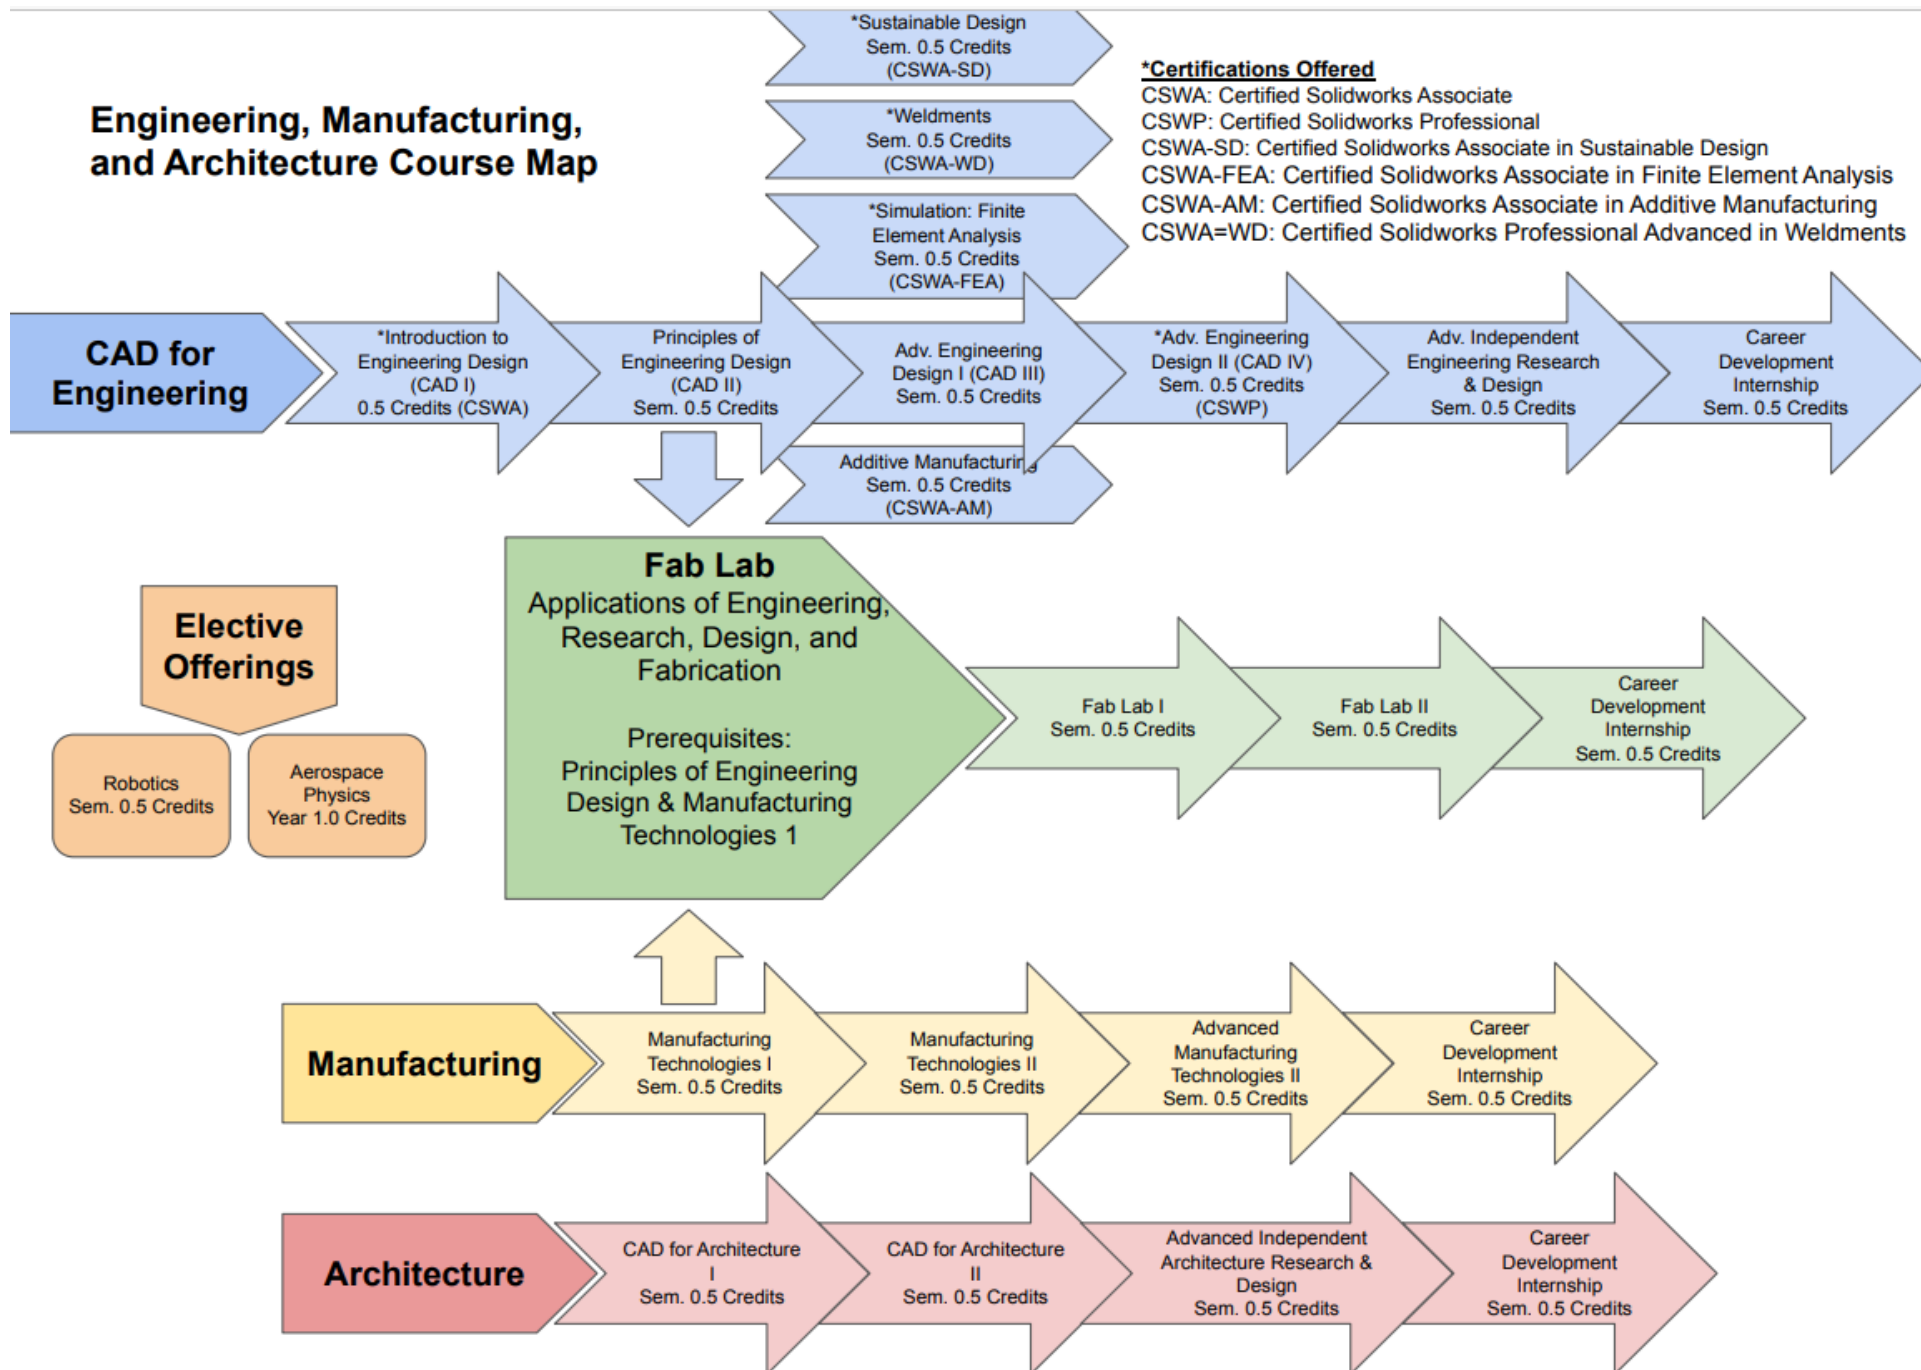 Engineering, Manufacturing,
and Architecture Course Map
*Sustainable Design
Sem. 0.5 Credits
(CSWA-SD)
*Weldments
Sem. 0.5 Credits
(CSWA-WD)
*Simulation: Finite
Element Analysis
Sem. 0.5 Credits
(CSWA-FEA)
*Certifications Offered
CSWA: Certified Solidworks Associate
CSWP: Certified Solidworks Professional
CSWA-SD: Certified Solidworks Associate in Sustainable Design
CSWA-FEA: Certified Solidworks Associate in Finite Element Analysis
CSWA-AM: Certified Solidworks Associate in Additive Manufacturing
CSWA=WD: Certified Solidworks Professional Advanced in Weldments
CAD for
Engineering
*Introduction to
Engineering Design
(CAD I)
0.5 Credits (CSWA)
Principles of
Engineering Design
(CAD II)
Sem. 0.5 Credits
Adv. Engineering
Design I (CAD III)
Sem. 0.5 Credits
*Adv. Engineering
Design II (CAD IV)
Sem. 0.5 Credits
(CSWP)
Adv. Independent
Engineering Research
& Design
Sem. 0.5 Credits
Career
Development
Internship
Sem. 0.5 Credits
Additive Manufacturing
Sem. 0.5 Credits
(CSWA-AM)
Elective
Offerings
Robotics
Sem. 0.5 Credits
Aerospace
Physics
Year 1.0 Credits
Fab Lab
Applications of Engineering,
Research, Design, and
Fabrication
Prerequisites:
Principles of Engineering
Design & Manufacturing
Technologies 1
Fab Lab I
Sem. 0.5 Credits
Fab Lab II
Sem. 0.5 Credits
Career
Development
Internship
Sem. 0.5 Credits
Manufacturing
Manufacturing
Technologies I
Sem. 0.5 Credits
Manufacturing
Technologies II
Sem. 0.5 Credits
Advanced
Manufacturing
Technologies II
Sem. 0.5 Credits
Career
Development
Internship
Sem. 0.5 Credits
Architecture
CAD for Architecture
I
Sem. 0.5 Credits
CAD for Architecture
II
Sem. 0.5 Credits
Advanced Independent
Architecture Research &
Design
Sem. 0.5 Credits
Career
Development
Internship
Sem. 0.5 Credits